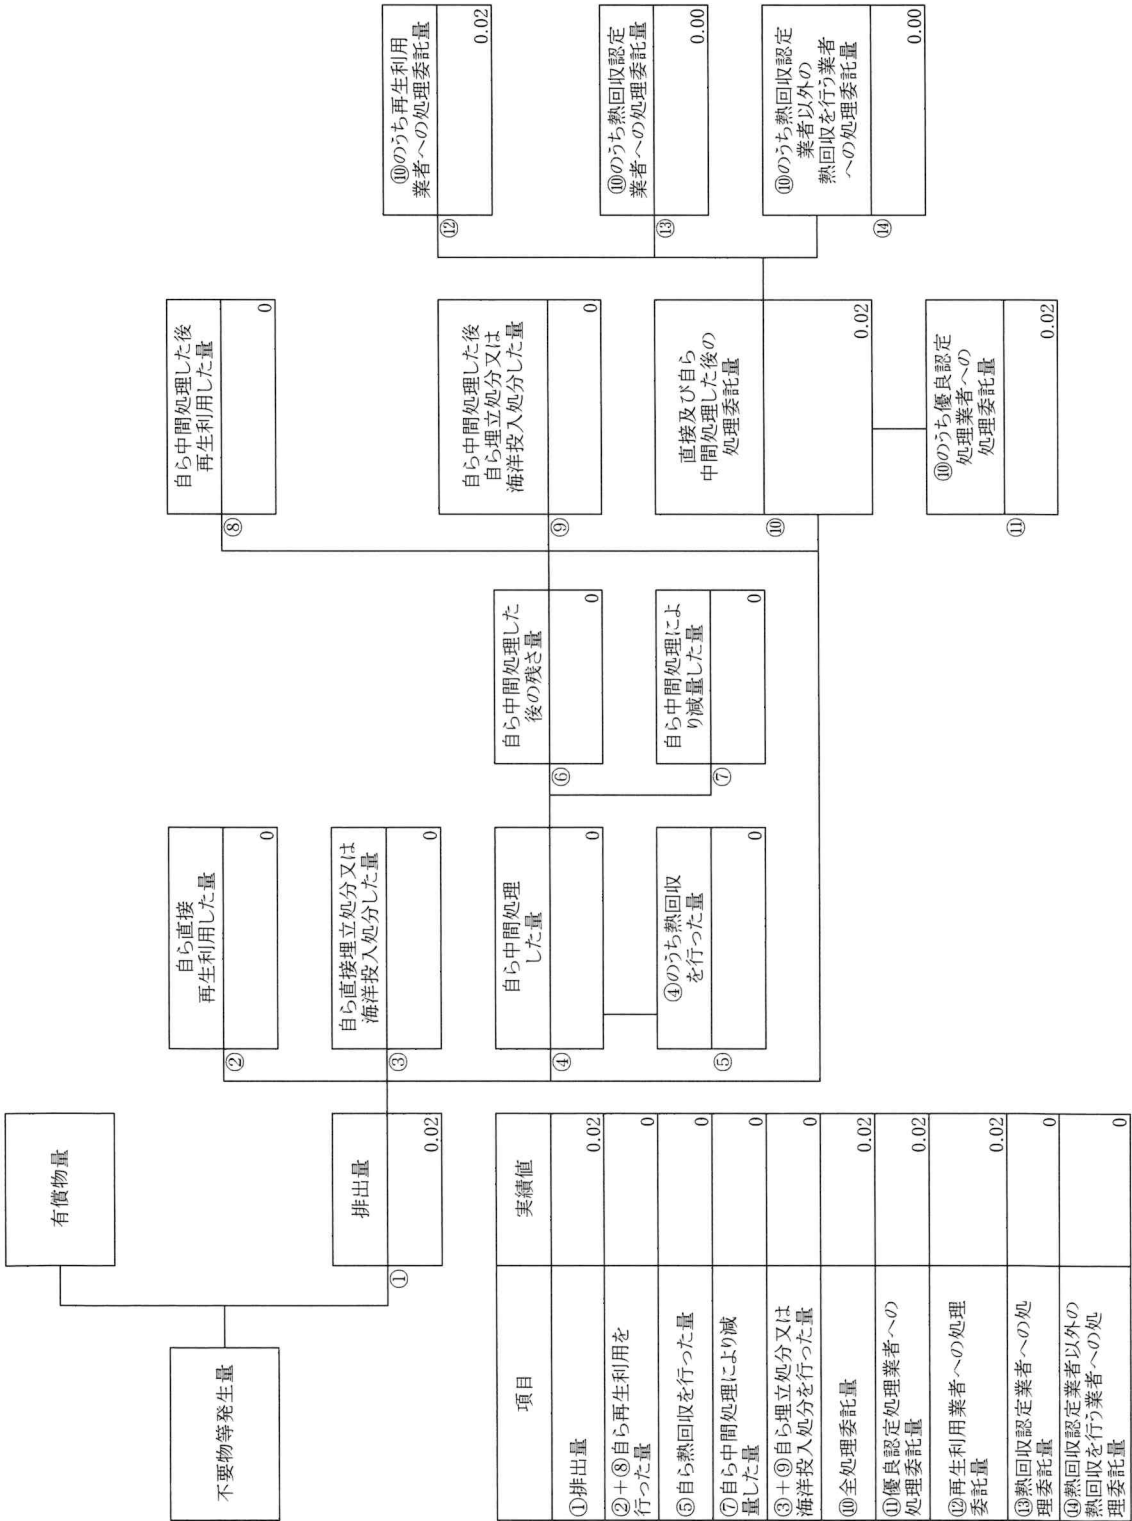 不要物等発生量
有償物量
①
排出量
0.02
②
自ら直接
再生利用した量
0
③
自ら直接埋立処分又は
海洋投入処分した量
0
④
自ら中間処理
した量
0
⑤
④のうち熱回収
を行った量
0
⑥
自ら中間処理した
後の残さ量
0
⑦
自ら中間処理によ
り減量した量
0
⑧
自ら中間処理した後
再生利用した量
0
⑨
自ら中間処理した後
自ら埋立処分又は
海洋投入処分した量
0
⑩
直接及び自ら
中間処理した後の
処理委託量
0.02
⑪
⑩のうち優良認定
処理業者への
処理委託量
0.02
⑫
⑩のうち再生利用
業者への処理委託量
0.02
⑬
⑩のうち熱回収認定
業者への処理委託量
0.00
⑭
⑩のうち熱回収認定
業者以外の
熱回収を行う業者
への処理委託量
0.00
項目
実績値
①排出量
0.02
②+⑧自ら再生利用を
行った量
0
⑤自ら熱回収を行った量
0
⑦自ら中間処理により減
量した量
0
③+⑨自ら埋立処分又は
海洋投入処分を行った量
0
⑩全処理委託量
0.02
⑪優良認定処理業者への
処理委託量
0.02
⑫再生利用業者への処理
委託量
0.02
⑬熱回収認定業者への処
理委託量
0
⑭熱回収認定業者以外の
熱回収を行う業者への処
理委託量
0